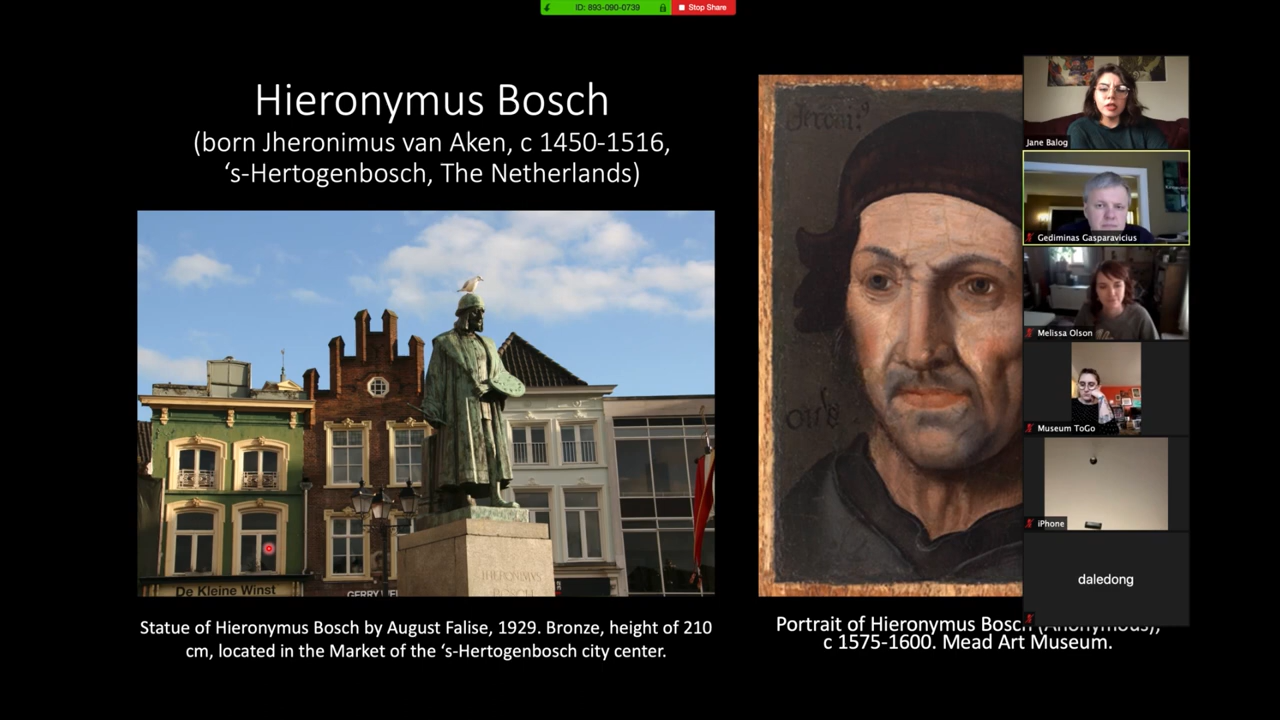 ID: 893-090-0739
Stop Share
Hieronymus Bosch
(born Jheronimus van Aken, c 1450-1516,
‘s-Hertogenbosch, The Netherlands)
De Kleine Winst
HIERONYMUS
BOSCH
Statue of Hieronymus Bosch by August Falise, 1929. Bronze, height of 210
cm, located in the Market of the ‘s-Hertogenbosch city center.
Portrait of Hieronymus Bosch (Anonymous),
c 1575-1600. Mead Art Museum.
Jane Balog
Gediminas Gasparavicius
Melissa Olson
Museum ToGo
iPhone
daledong